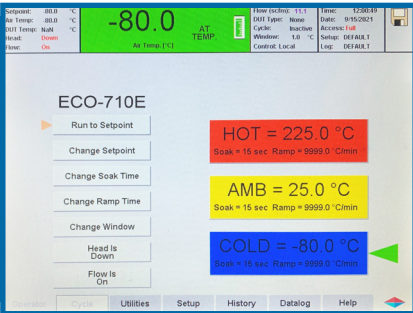 Setpoint: -80.0 °C
Air Temp: -80.0 °C
DUT Temp: NaN °C
Head: Down
Flow: On
-80.0
AT TEMP.
Air Temp. [°C]
Flow (scfm): 11.1
DUT Type: None
Cycle: Inactive
Window: 1.0 °C
Control: Local
Time: 12:00:49
Date: 9/15/2021
Access: Full
Setup: DEFAULT
Log: DEFAULT
ECO-710E
Run to Setpoint
Change Setpoint
Change Soak Time
Change Ramp Time
Change Window
Head Is
Down
Flow Is
On
HOT = 225.0 °C
Soak = 15 sec Ramp = 9999.0 °C/min
AMB = 25.0 °C
Soak = 15 sec Ramp = 9999.0 °C/min
COLD = -80.0 °C
Soak = 15 sec Ramp = 9999.0 °C/min
Operator Cycle Utilities Setup History Datalog Help